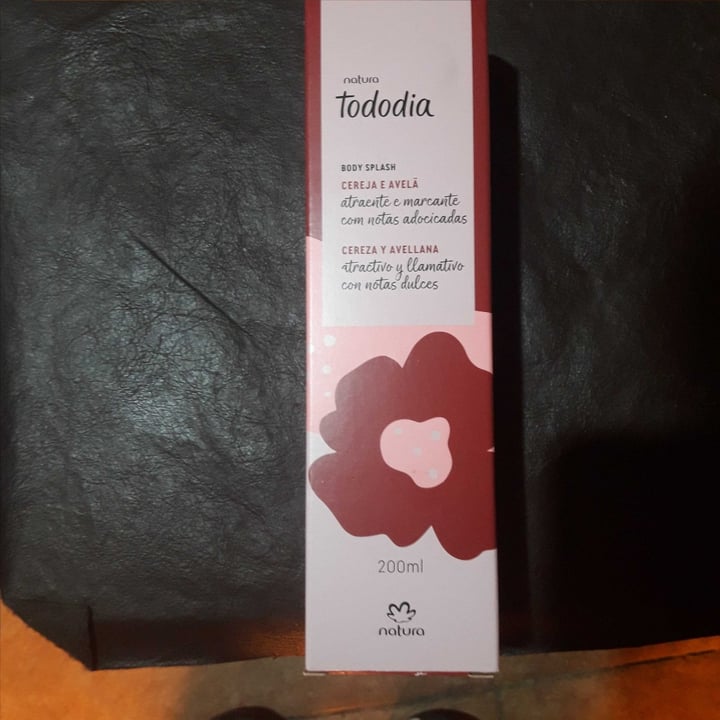 natura
tododia
BODY SPLASH
CEREJA E AVELÃ
atraente e marcante
com notas adocicadas
CEREZA Y AVELLANA
atractivo y llamativo
con notas dulces
200ml
natura